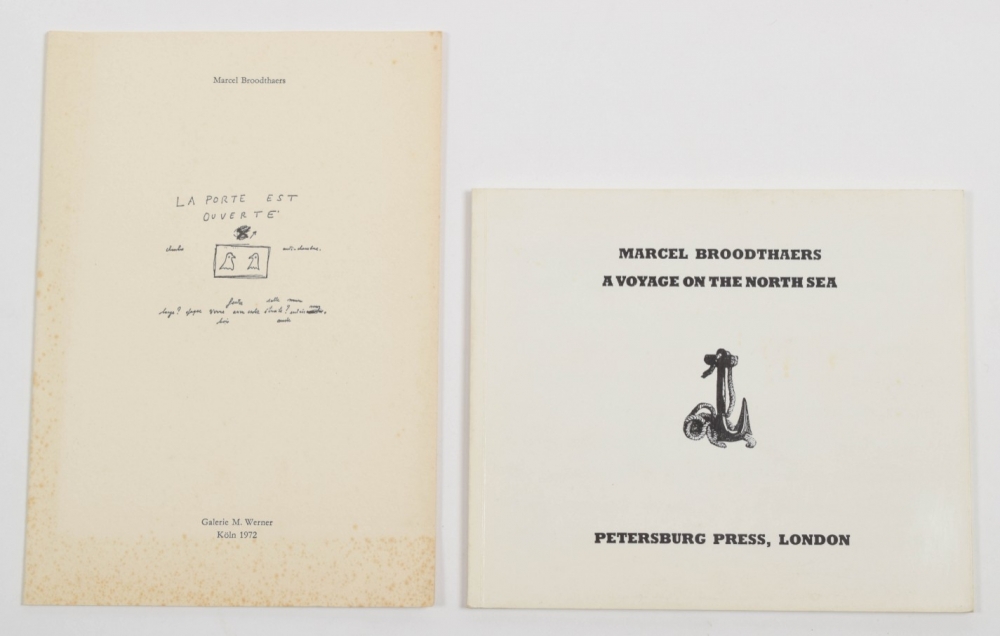 Marcel Broodthaers
LA PORTE EST
OUVERTE
Galerie M. Werner
Köln 1972
MARCEL BROODTHAERS
A VOYAGE ON THE NORTH SEA
PETERSBURG PRESS, LONDON